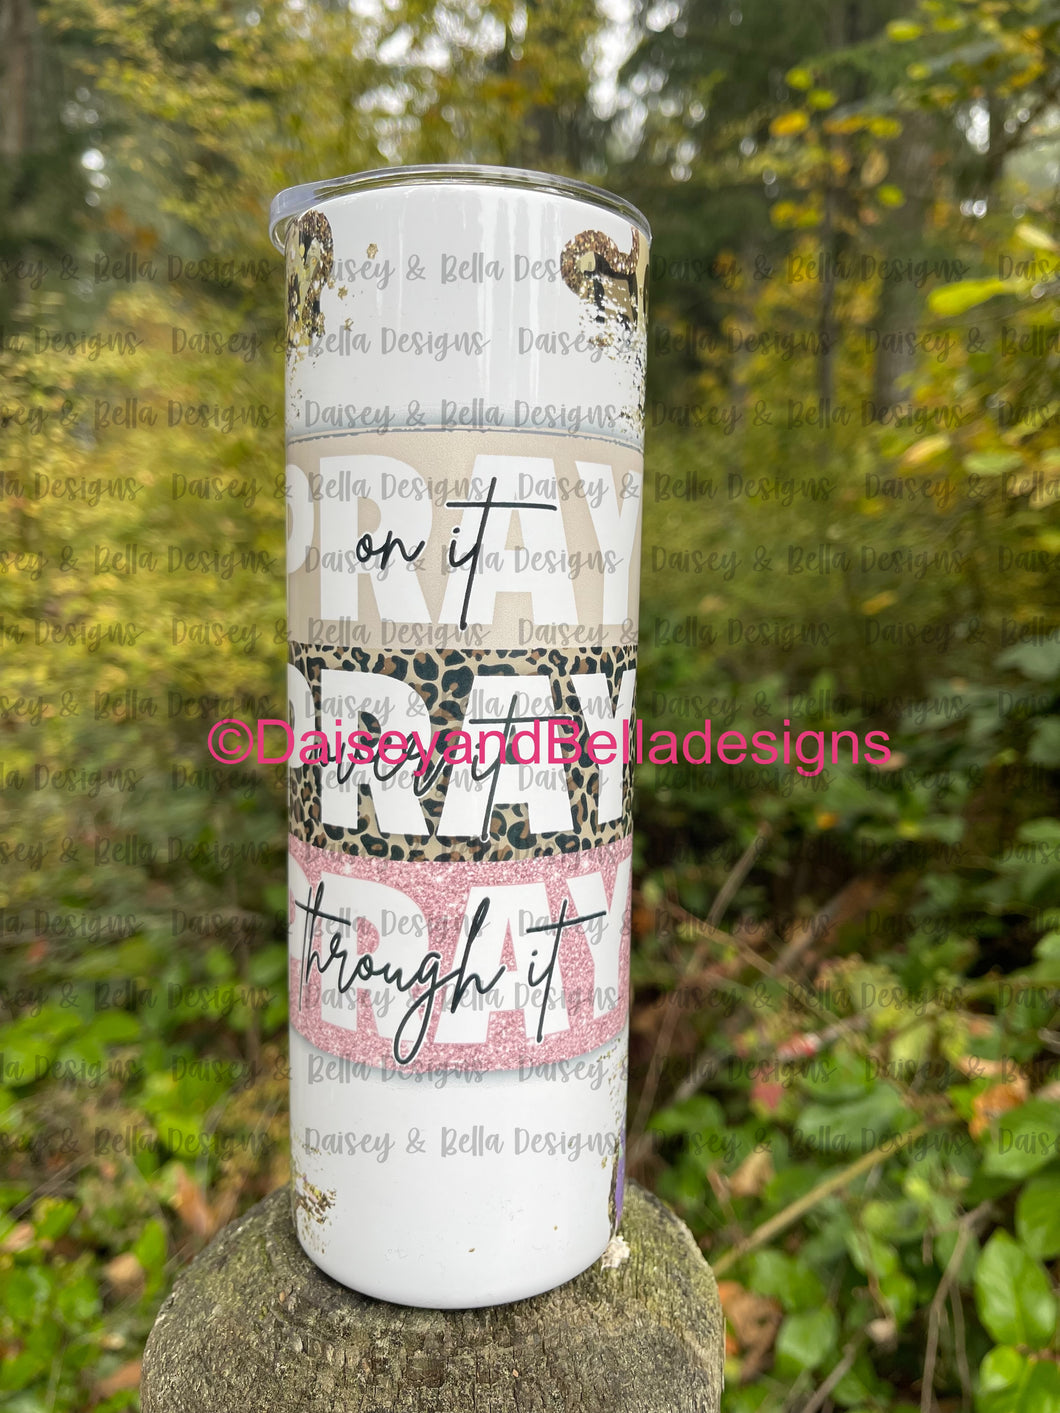 PRAY
on it
PRAY
over it
©DaiseyandBelladesigns
PRAY
through it
Daisey & Bella Designs